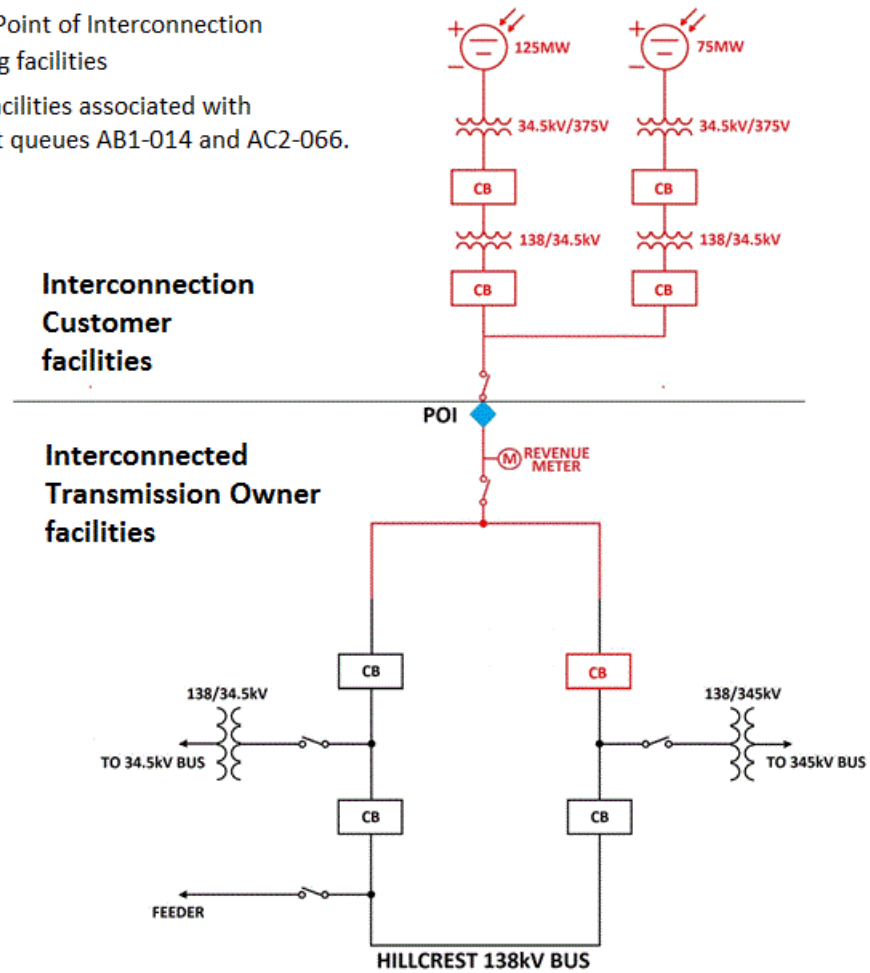 Point of Interconnection
g facilities
acilities associated with
t queues AB1-014 and AC2-066.
+
+
125MW
75MW
−
−
34.5kV/375V
34.5kV/375V
CB
CB
138/34.5kV
138/34.5kV
CB
CB
Interconnection
Customer
facilities
POI
Interconnected
Transmission Owner
facilities
M
REVENUE
METER
CB
CB
138/34.5kV
138/345kV
TO 34.5kV BUS
TO 345kV BUS
CB
CB
FEEDER
HILLCREST 138kV BUS